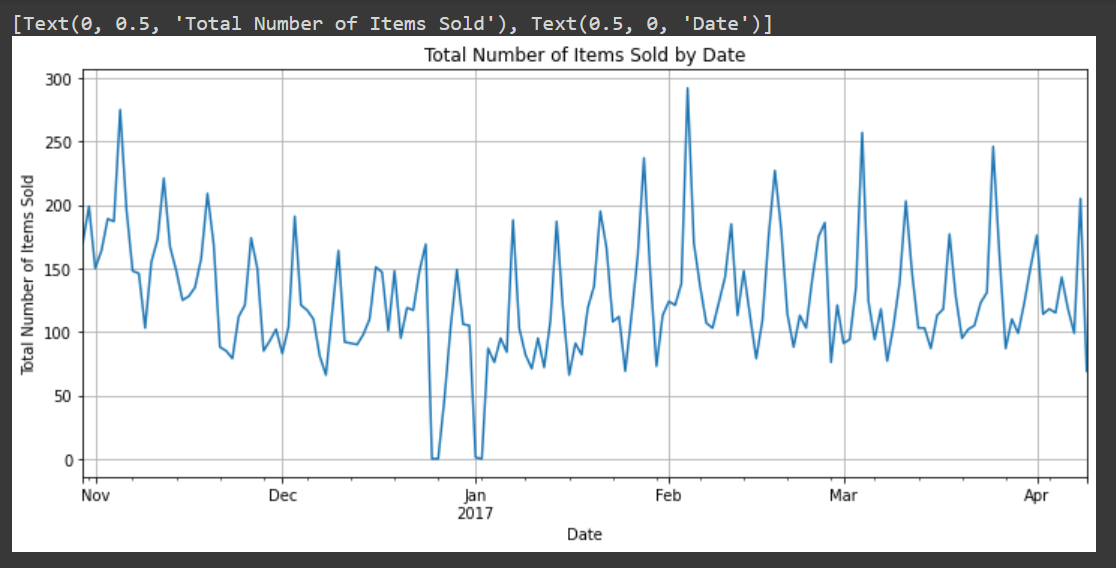 [Text(0, 0.5, 'Total Number of Items Sold'), Text(0.5, 0, 'Date')]
Total Number of Items Sold by Date
Total Number of Items Sold
300
250
200
150
100
50
0
Nov Dec Jan Feb Mar Apr
2017
Date